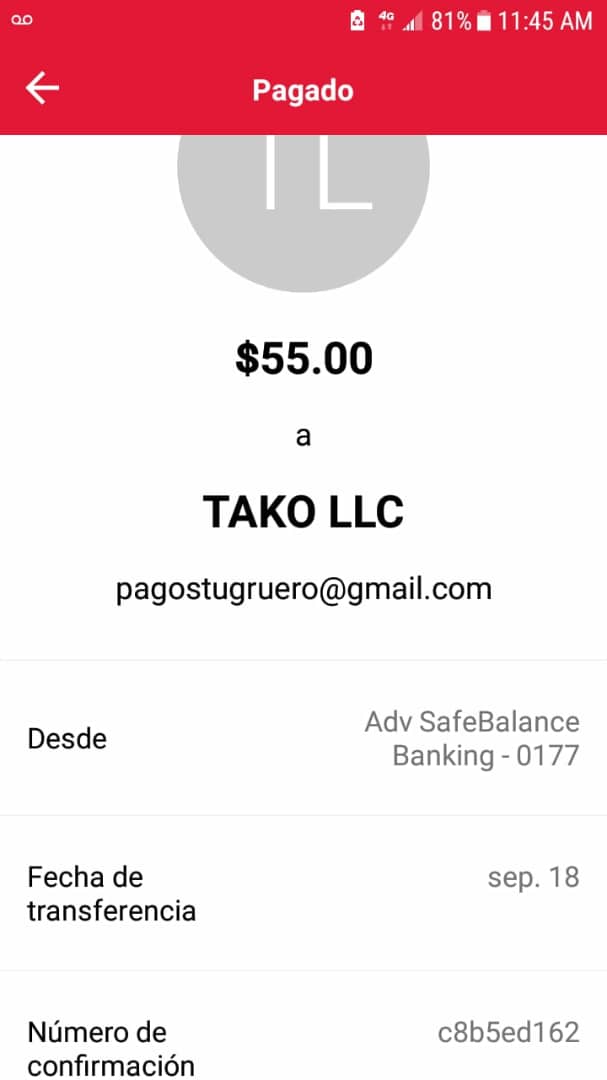 4G 81% 11:45 AM
Pagado
TL
$55.00
a
TAKO LLC
pagostugruero@gmail.com
Desde
Adv SafeBalance
Banking - 0177
Fecha de
transferencia
sep. 18
Número de
confirmación
c8b5ed162